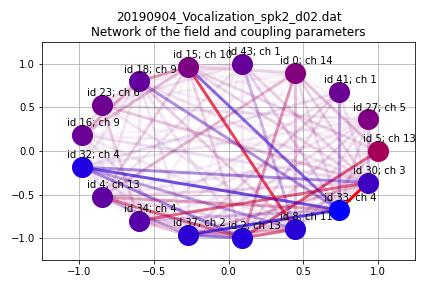 20190904_Vocalization_spk2_d02.dat
Network of the field and coupling parameters
id 15; ch 10
id 43; ch 1
id 0; ch 14
id 18; ch 9
id 41; ch 1
id 23; ch 6
id 27; ch 5
id 16; ch 9
id 5; ch 13
id 32; ch 4
id 30; ch 3
id 4; ch 13
id 33; ch 4
id 34; ch 4
id 37; ch 2
id 2; ch 13
id 8; ch 11
1.0
0.5
0.0
−0.5
−1.0
−1.0 −0.5 0.0 0.5 1.0